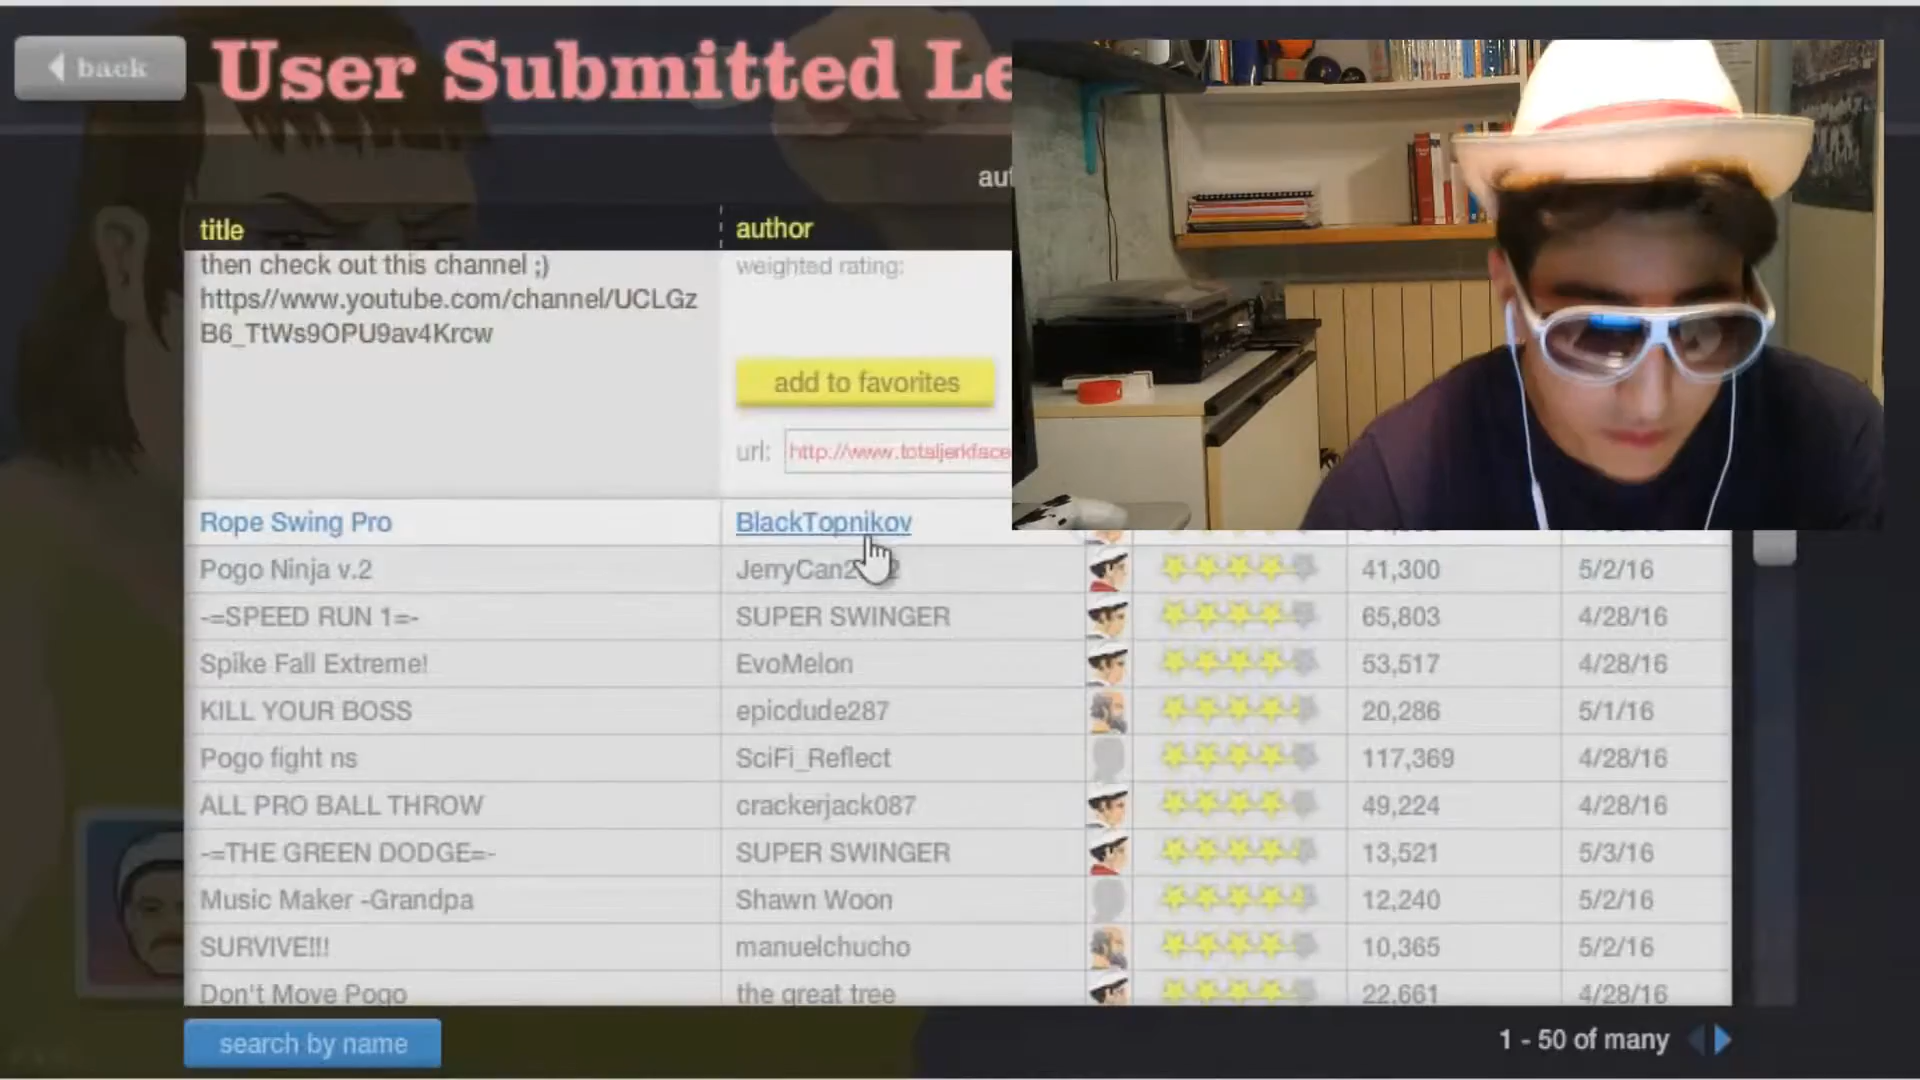 back
User Submitted Le
aut
title author
then check out this channel ;)
https//www.youtube.com/channel/UCLGz
B6_TtWs9OPU9av4Krcw
weighted rating:
add to favorites
url: http://www.totaljerkface
Rope Swing Pro BlackTopnikov
Pogo Ninja v.2 41,300 5/2/16
-=SPEED RUN 1=- SUPER SWINGER 65,803 4/28/16
Spike Fall Extreme! EvoMelon 53,517 4/28/16
KILL YOUR BOSS epicdude287 20,286 5/1/16
Pogo fight ns SciFi_Reflect 117,369 4/28/16
ALL PRO BALL THROW crackerjack087 49,224 4/28/16
-=THE GREEN DODGE=- SUPER SWINGER 13,521 5/3/16
Music Maker -Grandpa Shawn Woon 12,240 5/2/16
SURVIVE!!! manuelchucho 10,365 5/2/16
Don't Move Pogo the great tree 22,661 4/28/16
search by name
1 - 50 of many